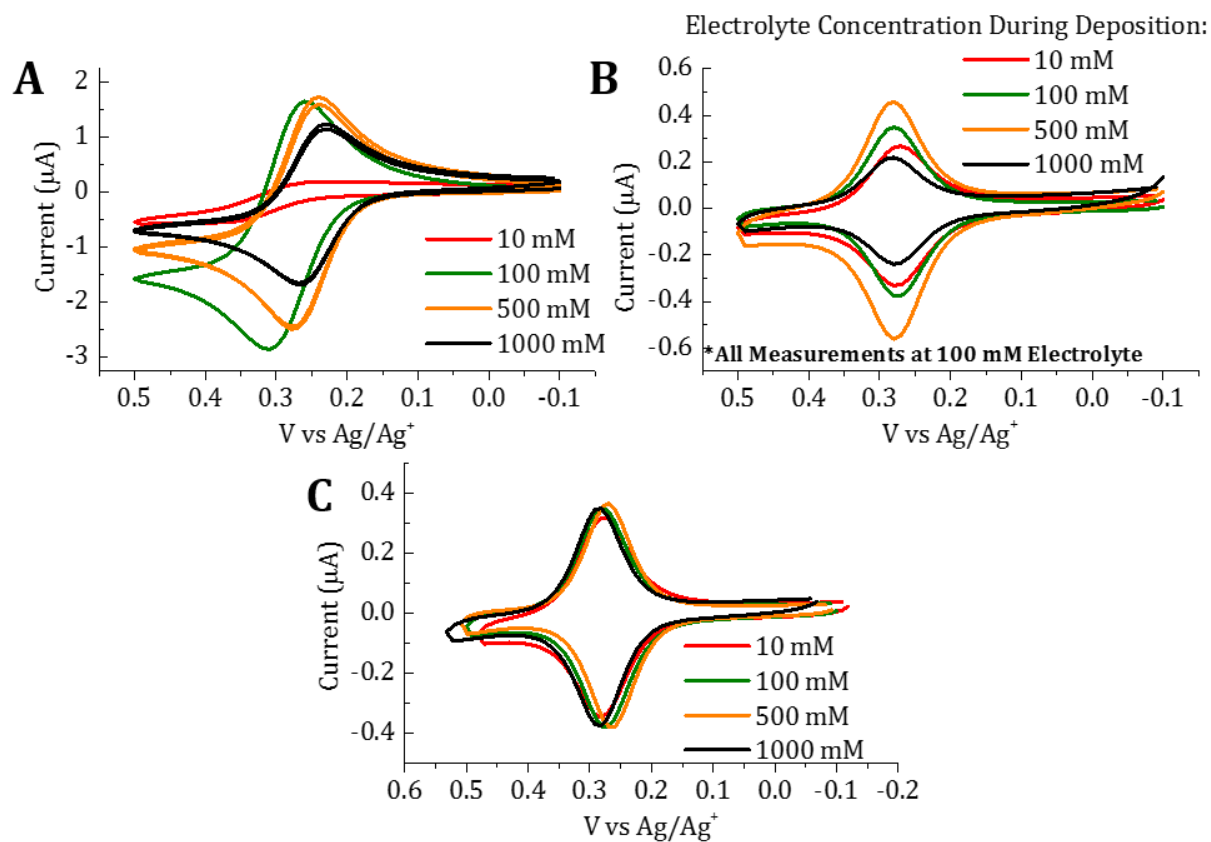 A
Current (μA)
2
1
0
-1
-2
-3
0.5 0.4 0.3 0.2 0.1 0.0 -0.1
V vs Ag/Ag⁺
10 mM
100 mM
500 mM
1000 mM
Electrolyte Concentration During Deposition:
B
Current (μA)
0.6
0.4
0.2
0.0
-0.2
-0.4
-0.6
10 mM
100 mM
500 mM
1000 mM
*All Measurements at 100 mM Electrolyte
0.5 0.4 0.3 0.2 0.1 0.0 -0.1
V vs Ag/Ag⁺
C
Current (μA)
0.4
0.2
0.0
-0.2
-0.4
10 mM
100 mM
500 mM
1000 mM
0.6 0.5 0.4 0.3 0.2 0.1 0.0 -0.1 -0.2
V vs Ag/Ag⁺